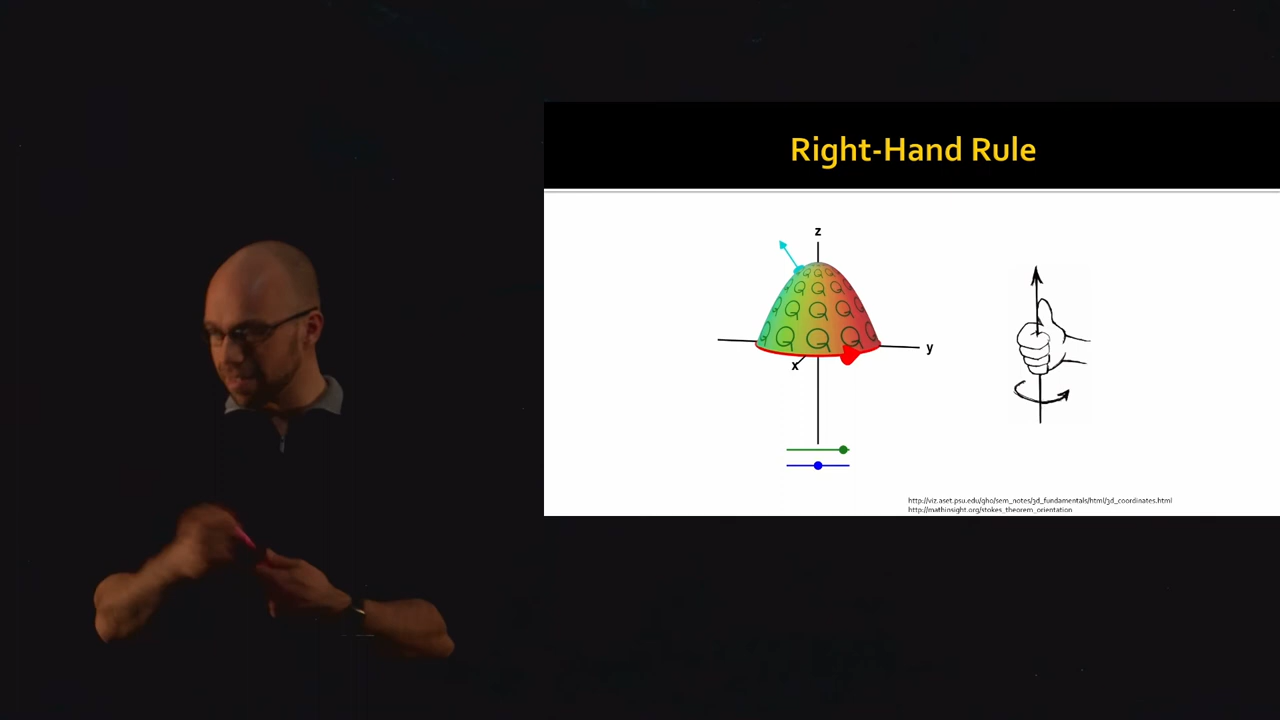 Right-Hand Rule
z
Q Q Q
Q Q Q Q
Q Q Q Q
Q Q Q Q
y
x
http://viz.aset.psu.edu/gho/sem_notes/3d_fundamentals/html/3d_coordinates.html
http://mathinsight.org/stokes_theorem_orientation